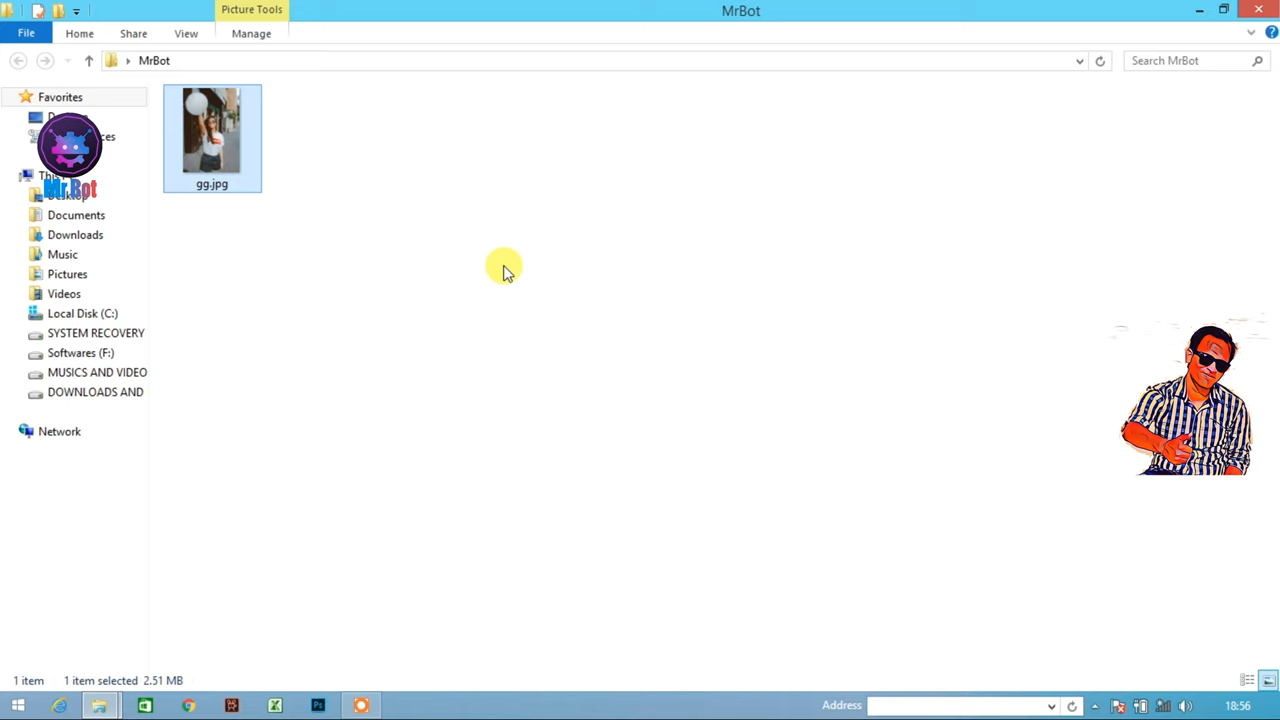 Picture Tools
MrBot
File
Home
Share
View
Manage
MrBot
Search MrBot
Favorites
Mr.Bot
Desktop
Documents
Downloads
Music
Pictures
Videos
Local Disk (C:)
SYSTEM RECOVERY
Softwares (F:)
MUSICS AND VIDEO
DOWNLOADS AND
Network
gg.jpg
1 item
1 item selected 2.51 MB
Address
18:56